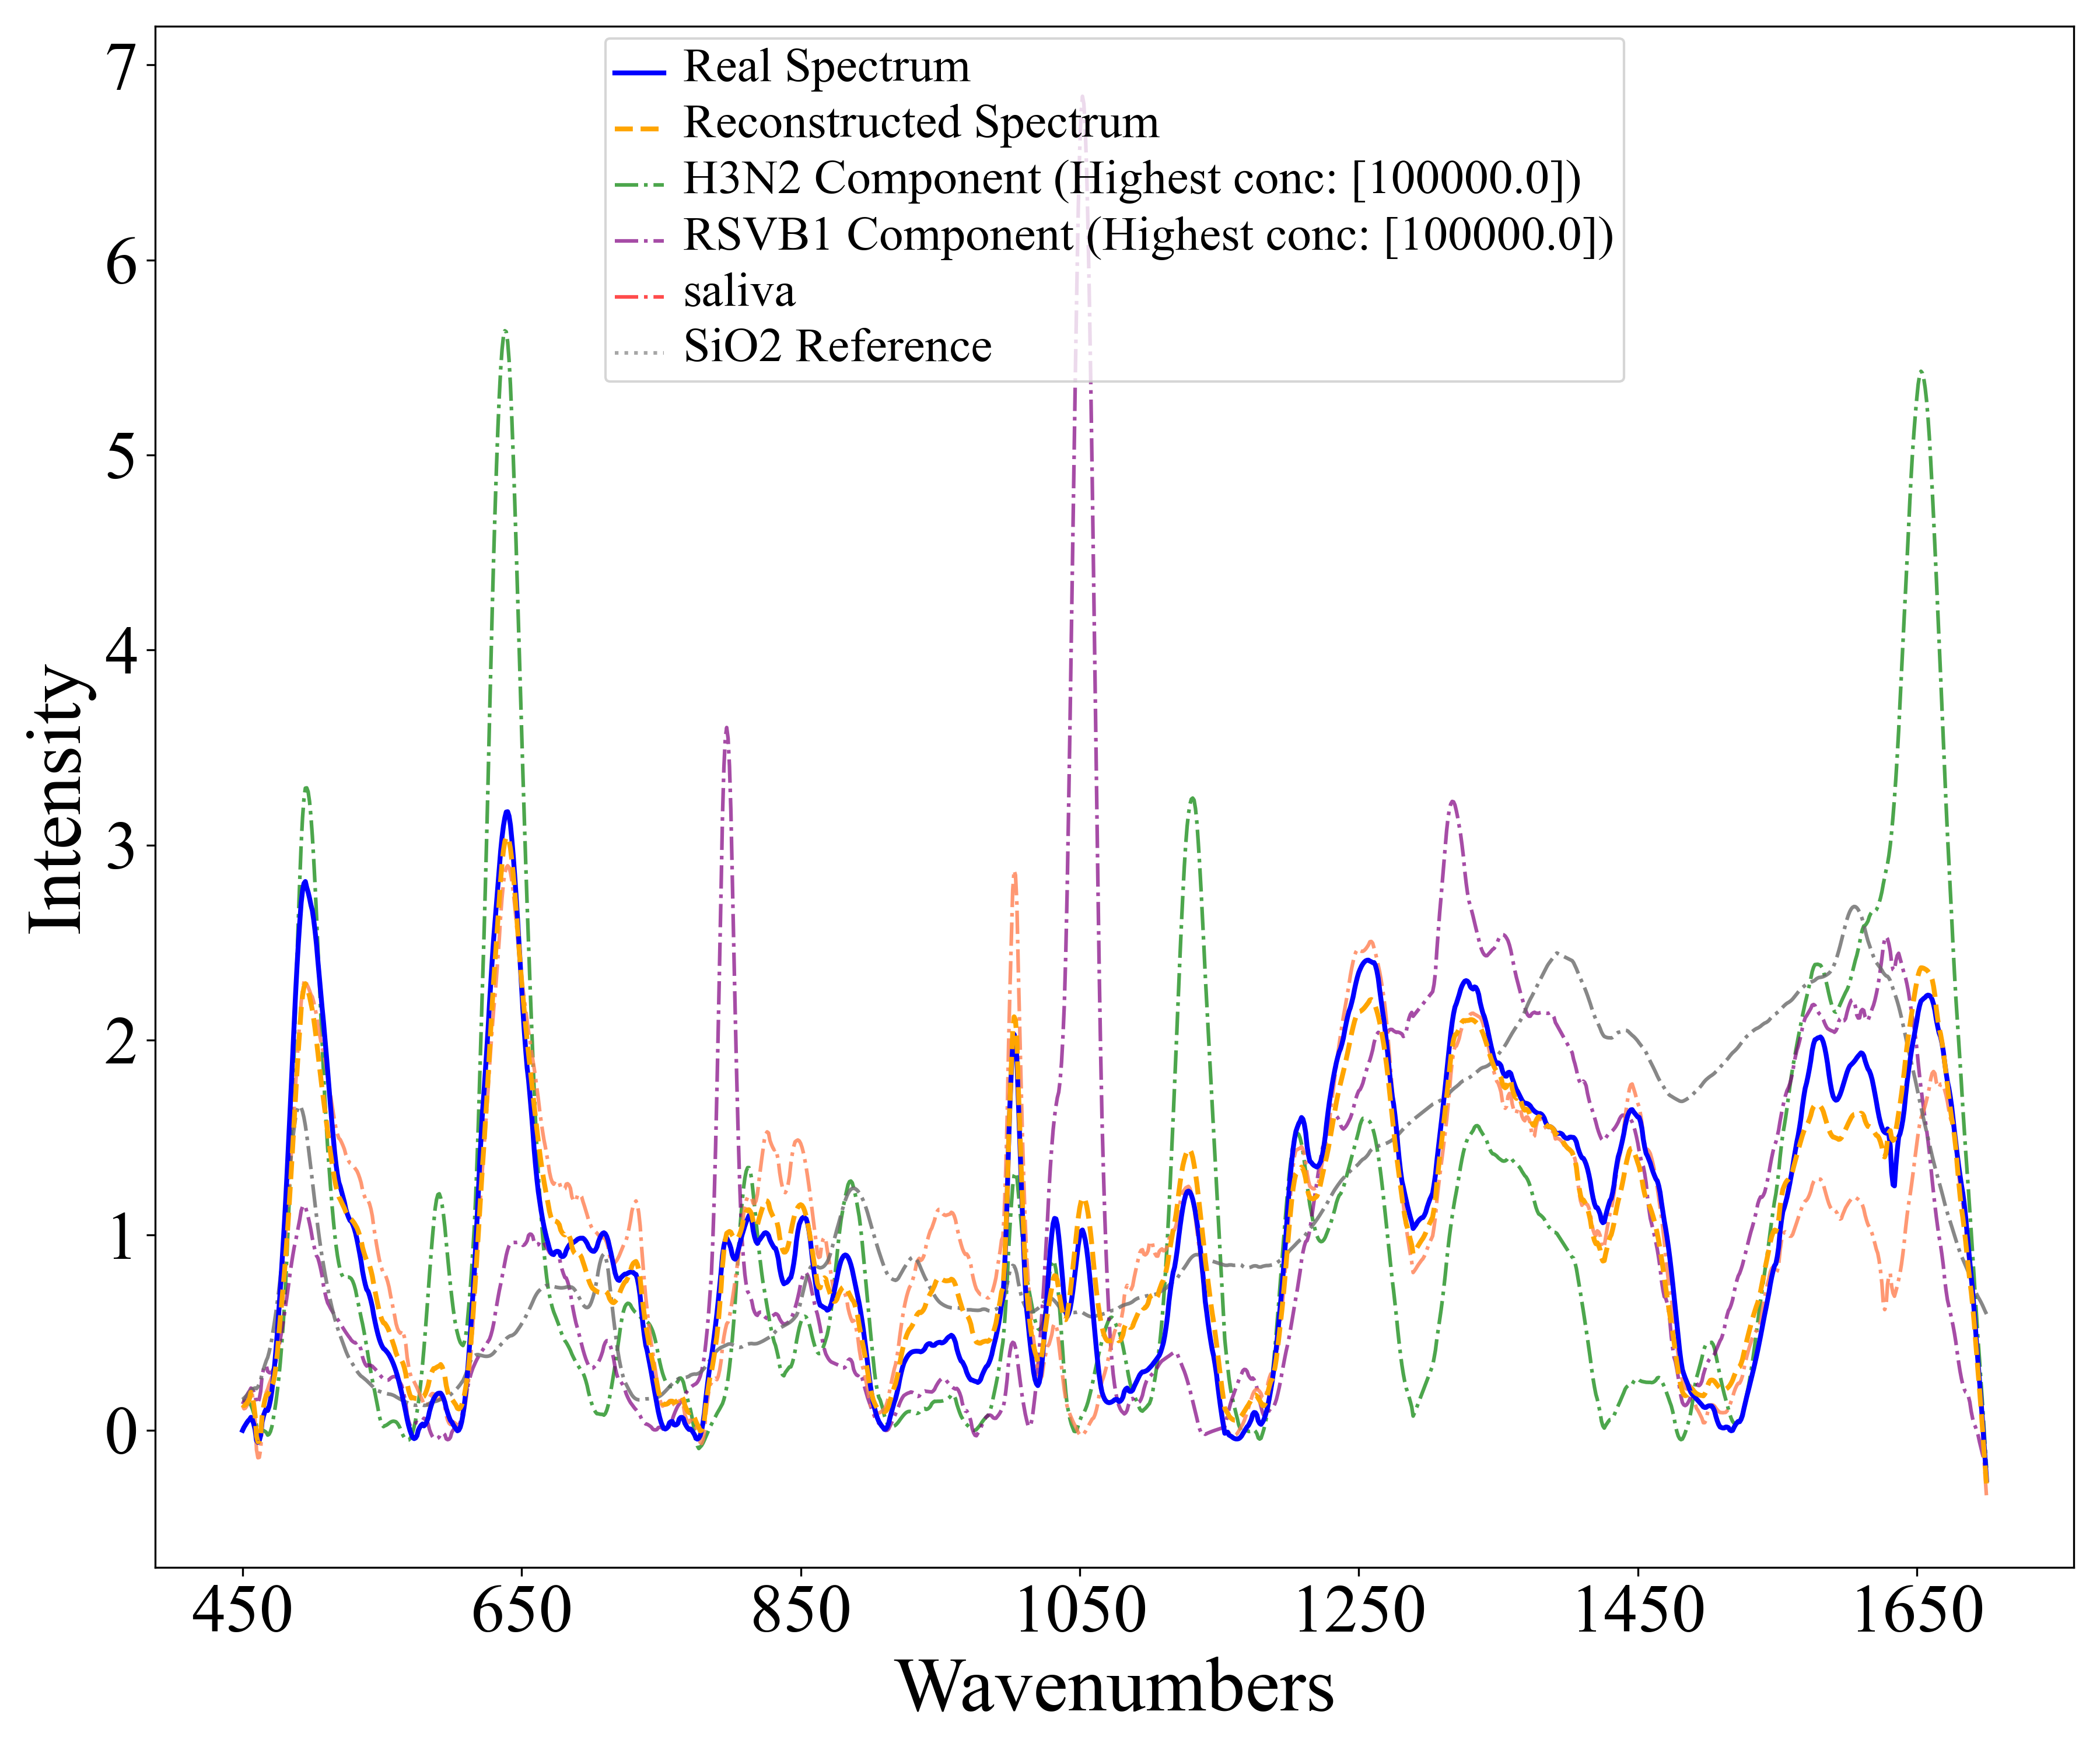 Real Spectrum
Reconstructed Spectrum
H3N2 Component (Highest conc: [100000.0])
RSVB1 Component (Highest conc: [100000.0])
saliva
SiO2 Reference
7
6
5
4
3
2
1
0
Intensity
450 650 850 1050 1250 1450 1650
Wavenumbers